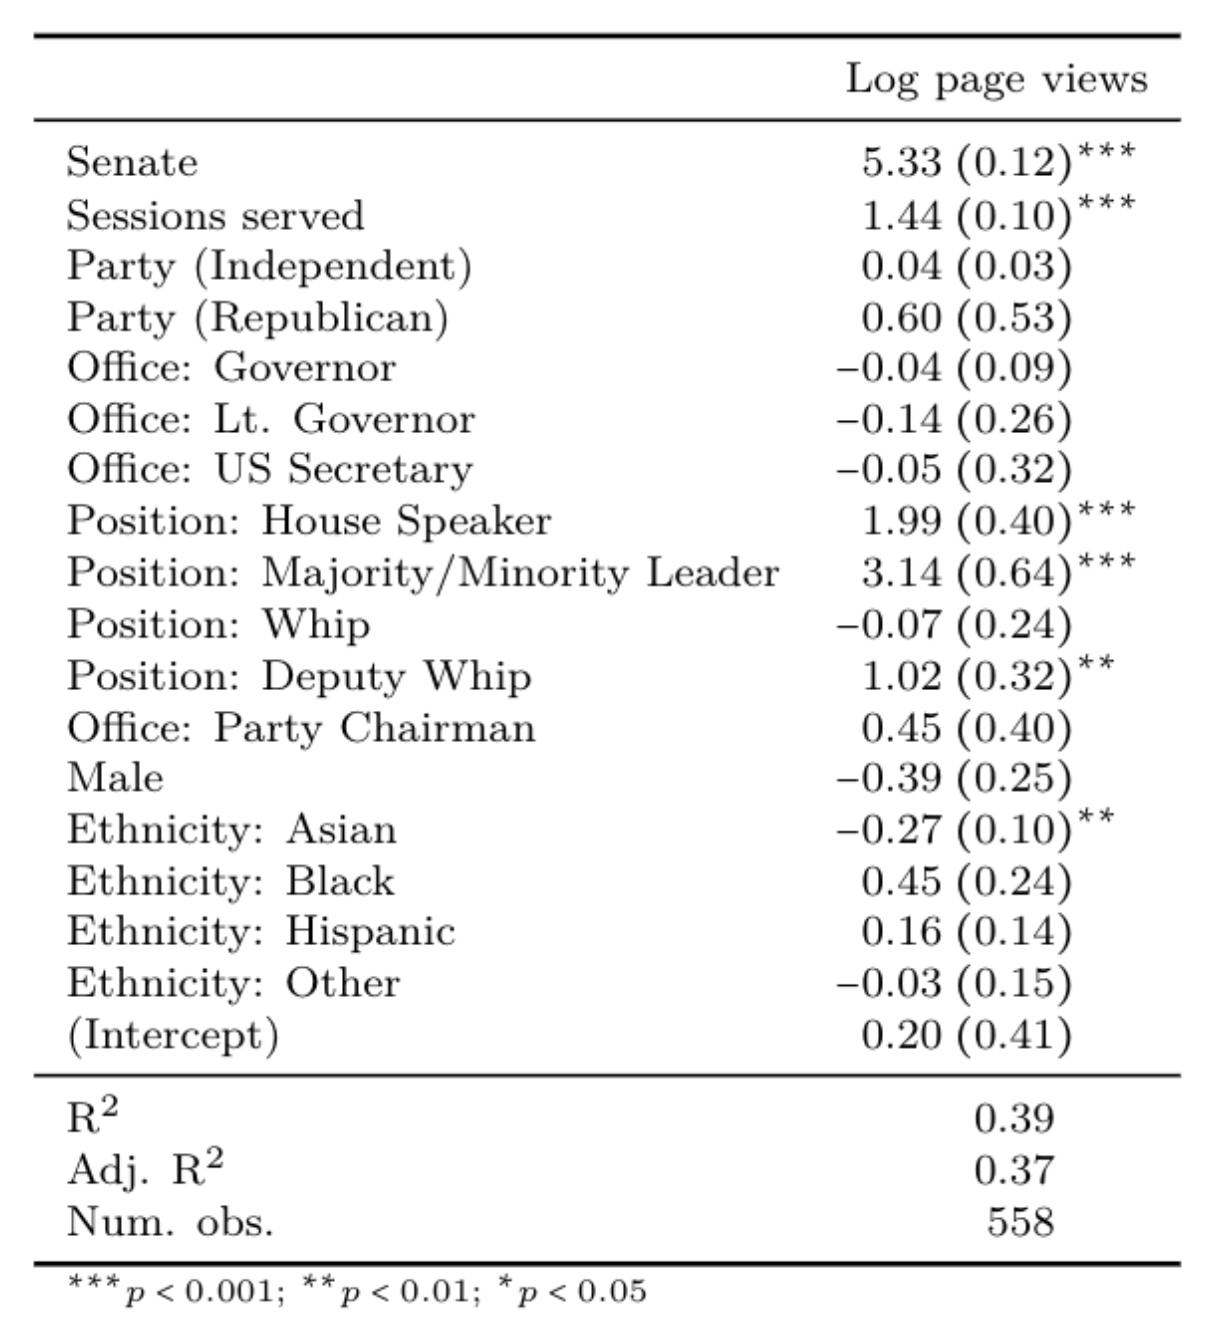 Log page views
Senate 5.33 (0.12)***
Sessions served 1.44 (0.10)***
Party (Independent) 0.04 (0.03)
Party (Republican) 0.60 (0.53)
Office: Governor −0.04 (0.09)
Office: Lt. Governor −0.14 (0.26)
Office: US Secretary −0.05 (0.32)
Position: House Speaker 1.99 (0.40)***
Position: Majority/Minority Leader 3.14 (0.64)***
Position: Whip −0.07 (0.24)
Position: Deputy Whip 1.02 (0.32)**
Office: Party Chairman 0.45 (0.40)
Male −0.39 (0.25)
Ethnicity: Asian −0.27 (0.10)**
Ethnicity: Black 0.45 (0.24)
Ethnicity: Hispanic 0.16 (0.14)
Ethnicity: Other −0.03 (0.15)
(Intercept) 0.20 (0.41)
R² 0.39
Adj. R² 0.37
Num. obs. 558
***p < 0.001; **p < 0.01; *p < 0.05